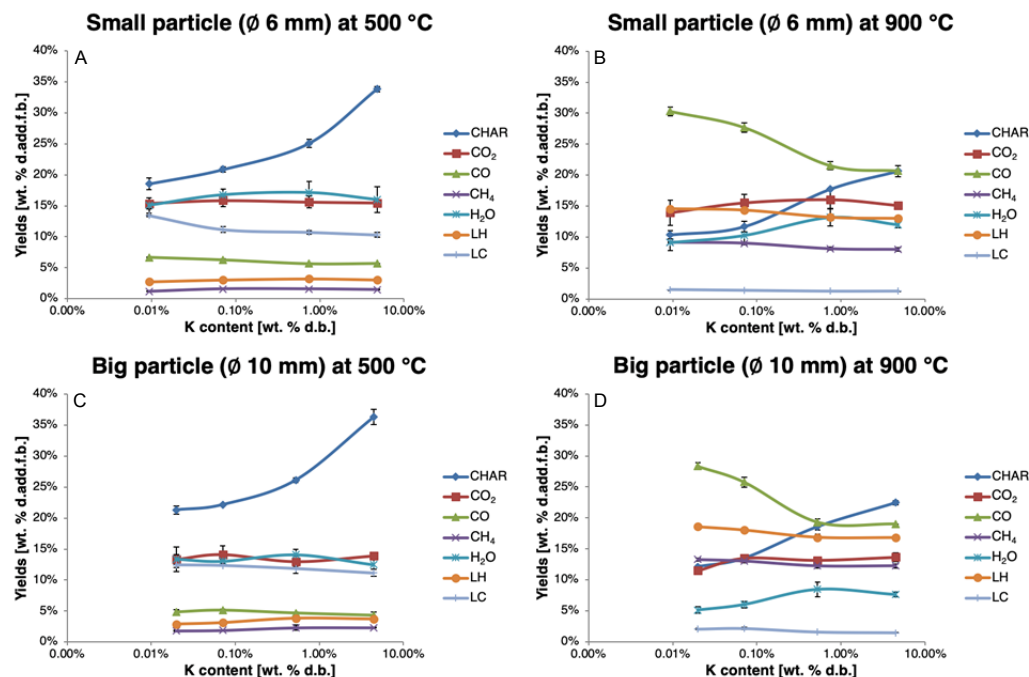 Small particle (Ø 6 mm) at 500 °C
A
Yields [wt. % d.add.f.b.]
40%
35%
30%
25%
20%
15%
10%
5%
0%
0.00%
0.01%
0.10%
1.00%
10.00%
K content [wt. % d.b.]
CHAR
CO₂
CO
CH₄
H₂O
LH
LC
Small particle (Ø 6 mm) at 900 °C
B
Yields [wt. % d.add.f.b.]
40%
35%
30%
25%
20%
15%
10%
5%
0%
0.00%
0.01%
0.10%
1.00%
10.00%
K content [wt. % d.b.]
CHAR
CO₂
CO
CH₄
H₂O
LH
LC
Big particle (Ø 10 mm) at 500 °C
C
Yields [wt. % d.add.f.b.]
40%
35%
30%
25%
20%
15%
10%
5%
0%
0.00%
0.01%
0.10%
1.00%
10.00%
K content [wt. % d.b.]
CHAR
CO₂
CO
CH₄
H₂O
LH
LC
Big particle (Ø 10 mm) at 900 °C
D
Yields [wt. % d.add.f.b.]
40%
35%
30%
25%
20%
15%
10%
5%
0%
0.00%
0.01%
0.10%
1.00%
10.00%
K content [wt. % d.b.]
CHAR
CO₂
CO
CH₄
H₂O
LH
LC